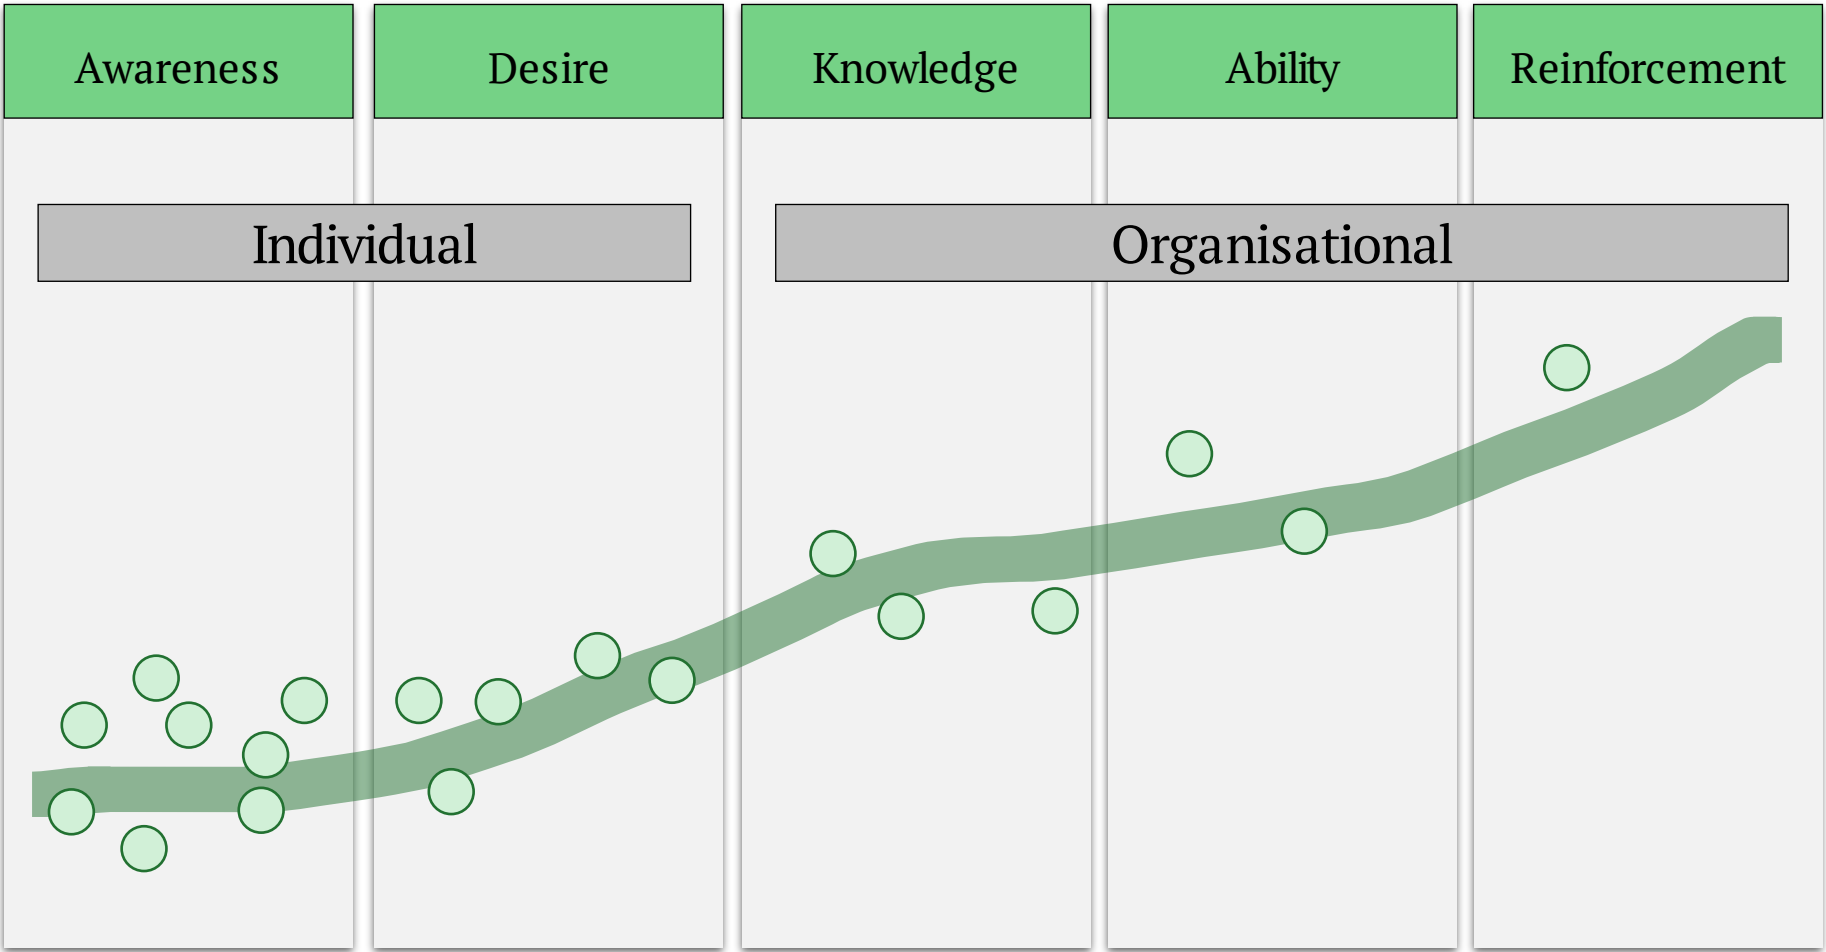 Awareness
Desire
Knowledge
Ability
Reinforcement
Individual
Organisational